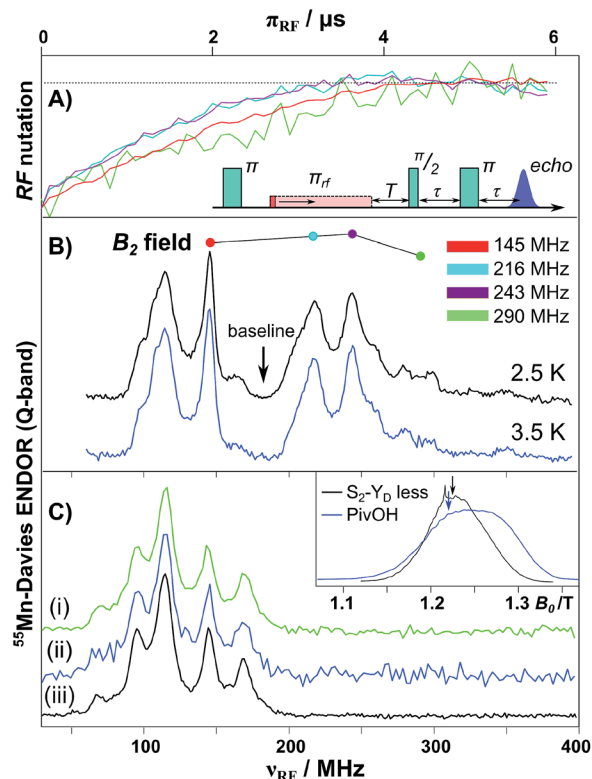 π_RF / µs
0 2 4 6
RF nutation
A)
π π_rf T π/2 τ π τ echo
B)
B₂ field
145 MHz
216 MHz
243 MHz
290 MHz
baseline
2.5 K
3.5 K
⁵⁵Mn-Davies ENDOR (Q-band)
C)
S₂-Y_D less
PivOH
1.1 1.2 1.3 B₀/T
(i)
(ii)
(iii)
100 200 300 400
ν_RF / MHz